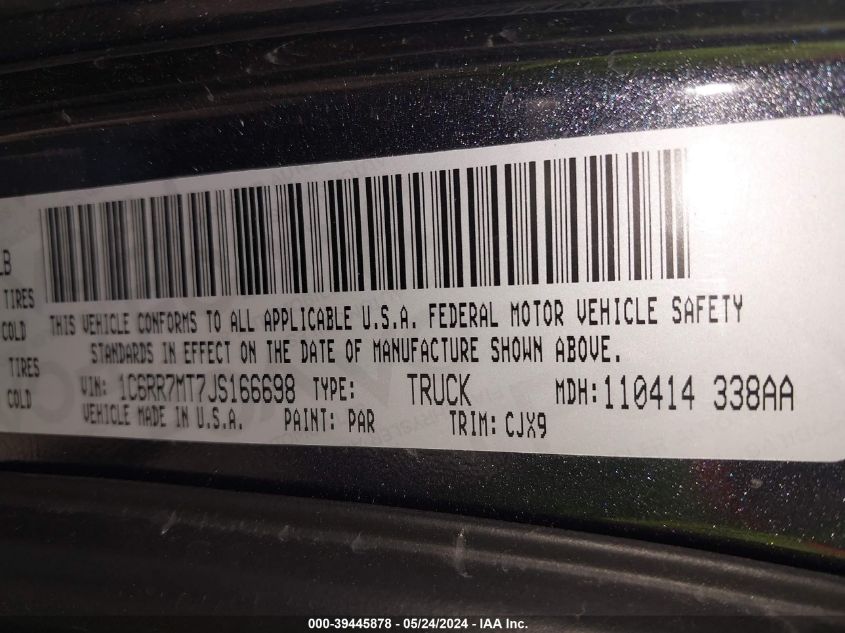 LB
TIRES
COLD
TIRES
COLD
THIS VEHICLE CONFORMS TO ALL APPLICABLE U.S.A. FEDERAL MOTOR VEHICLE SAFETY
STANDARDS IN EFFECT ON THE DATE OF MANUFACTURE SHOWN ABOVE.
VIN: 1C6RR7MT7JS166698 TYPE: TRUCK MDH:110414 338AA
VEHICLE MADE IN U.S.A. PAINT: PAR TRIM: CJX9
000-39445878 - 05/24/2024 - IAA Inc.